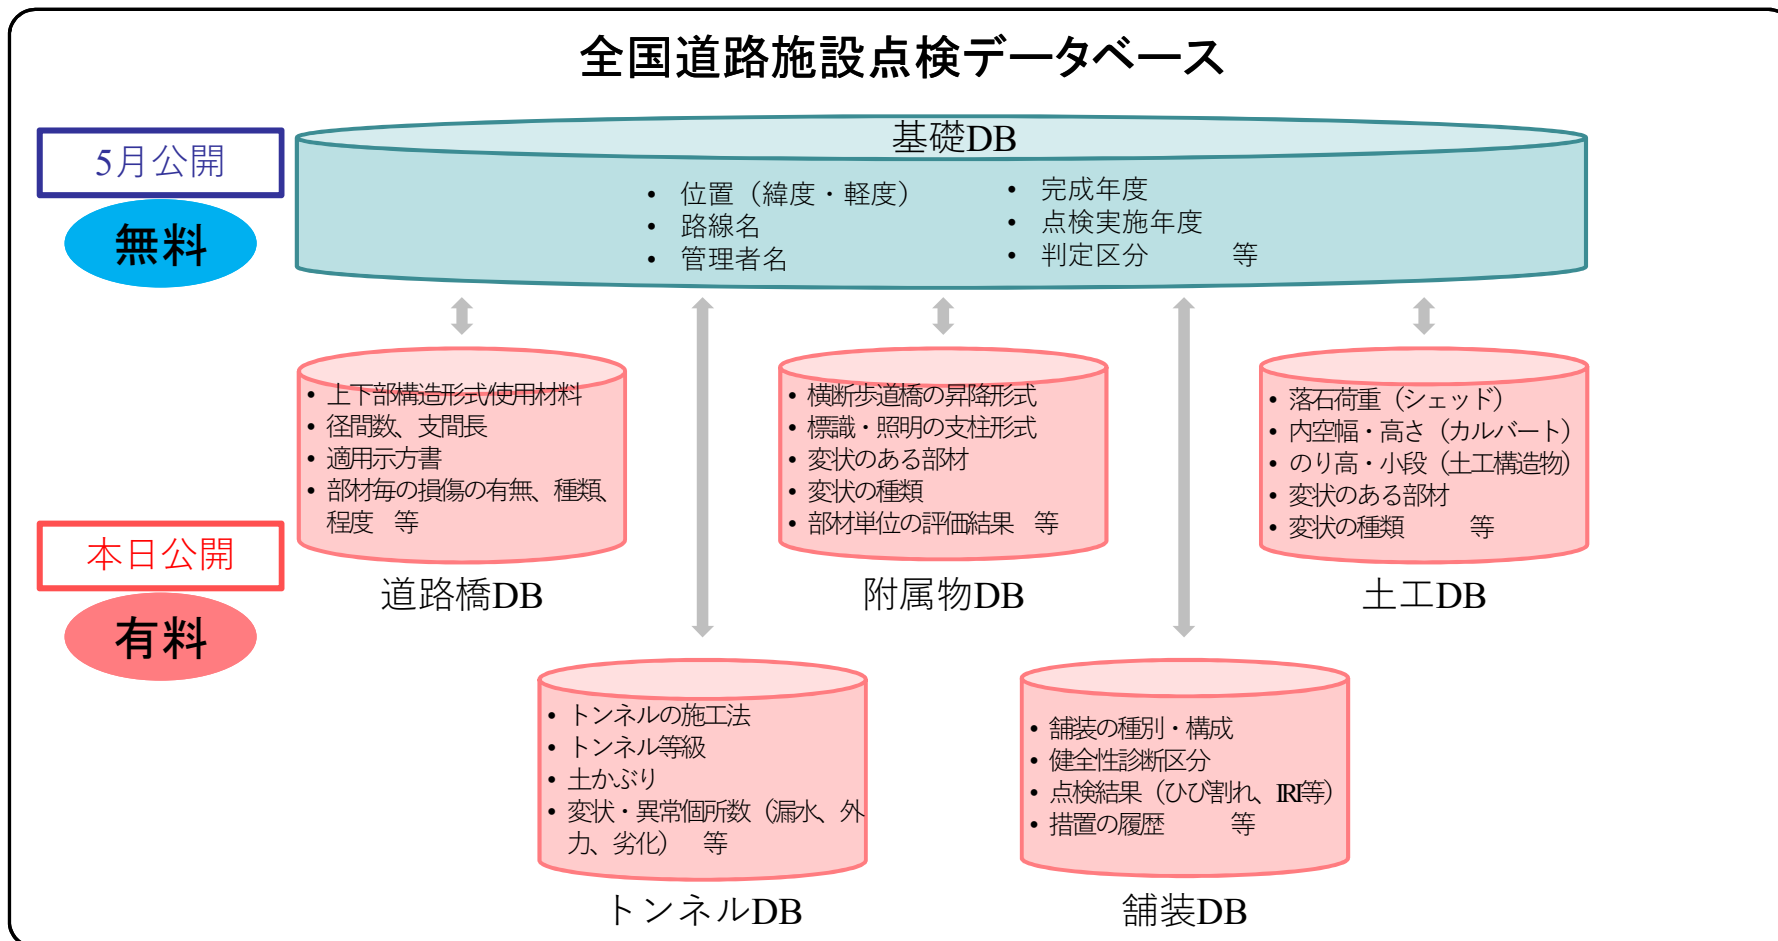 全国道路施設点検データベース
5月公開
無料
基礎DB
• 位置（緯度・軽度）
• 路線名
• 管理者名
• 完成年度
• 点検実施年度
• 判定区分　　　等
本日公開
有料
• 上下部構造形式/使用材料
• 径間数、支間長
• 適用示方書
• 部材毎の損傷の有無、種類、
程度　等
道路橋DB
• 横断歩道橋の昇降形式
• 標識・照明の支柱形式
• 変状のある部材
• 変状の種類
• 部材単位の評価結果　等
附属物DB
• 落石荷重（シェッド）
• 内空幅・高さ（カルバート）
• のり高・小段（土工構造物）
• 変状のある部材
• 変状の種類　　　等
土工DB
• トンネルの施工法
• トンネル等級
• 土かぶり
• 変状・異常個所数（漏水、外
力、劣化）　等
トンネルDB
• 舗装の種別・構成
• 健全性診断区分
• 点検結果（ひび割れ、IRI等）
• 措置の履歴　　　等
舗装DB